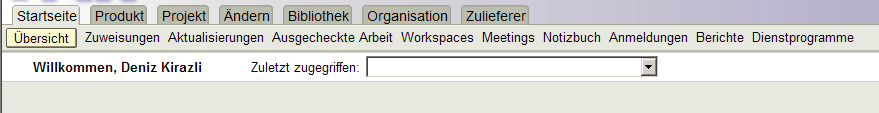 Startseite Produkt Projekt Ändern Bibliothek Organisation Zulieferer
Übersicht Zuweisungen Aktualisierungen Ausgecheckte Arbeit Workspaces Meetings Notizbuch Anmeldungen Berichte Dienstprogramme
Willkommen, Deniz Kirazli Zuletzt zugegriffen: